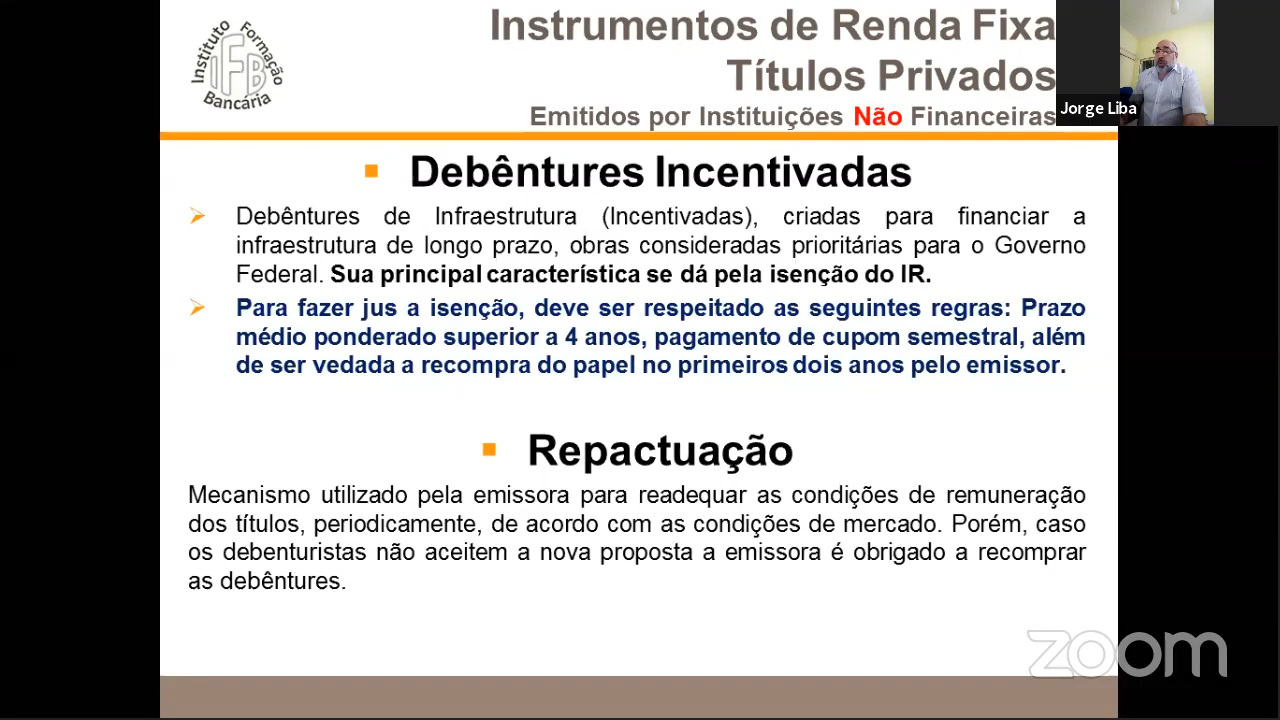 Instituto Formação
IFB
Bancária
Instrumentos de Renda Fixa
Títulos Privados
Emitidos por Instituições Não Financeiras
Jorge Liba
Debêntures Incentivadas
Debêntures de Infraestrutura (Incentivadas), criadas para financiar a
infraestrutura de longo prazo, obras consideradas prioritárias para o Governo
Federal. Sua principal característica se dá pela isenção do IR.
Para fazer jus a isenção, deve ser respeitado as seguintes regras: Prazo
médio ponderado superior a 4 anos, pagamento de cupom semestral, além
de ser vedada a recompra do papel no primeiros dois anos pelo emissor.
Repactuação
Mecanismo utilizado pela emissora para readequar as condições de remuneração
dos títulos, periodicamente, de acordo com as condições de mercado. Porém, caso
os debenturistas não aceitem a nova proposta a emissora é obrigado a recomprar
as debêntures.
zoom